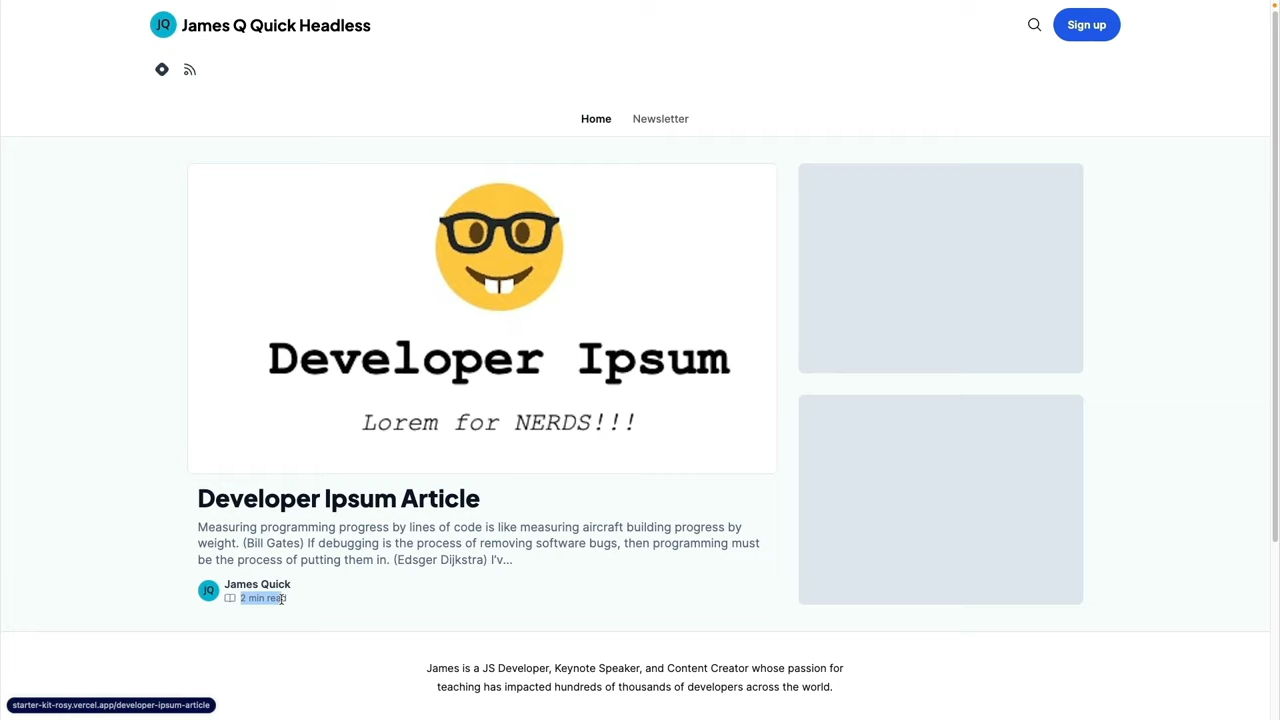 JQ James Q Quick Headless
Sign up
Home Newsletter
Developer Ipsum
Lorem for NERDS!!!
Developer Ipsum Article
Measuring programming progress by lines of code is like measuring aircraft building progress by
weight. (Bill Gates) If debugging is the process of removing software bugs, then programming must
be the process of putting them in. (Edsger Dijkstra) I'v...
JQ James Quick
2 min read
James is a JS Developer, Keynote Speaker, and Content Creator whose passion for
teaching has impacted hundreds of thousands of developers across the world.
starter-kit-rosy.vercel.app/developer-ipsum-article